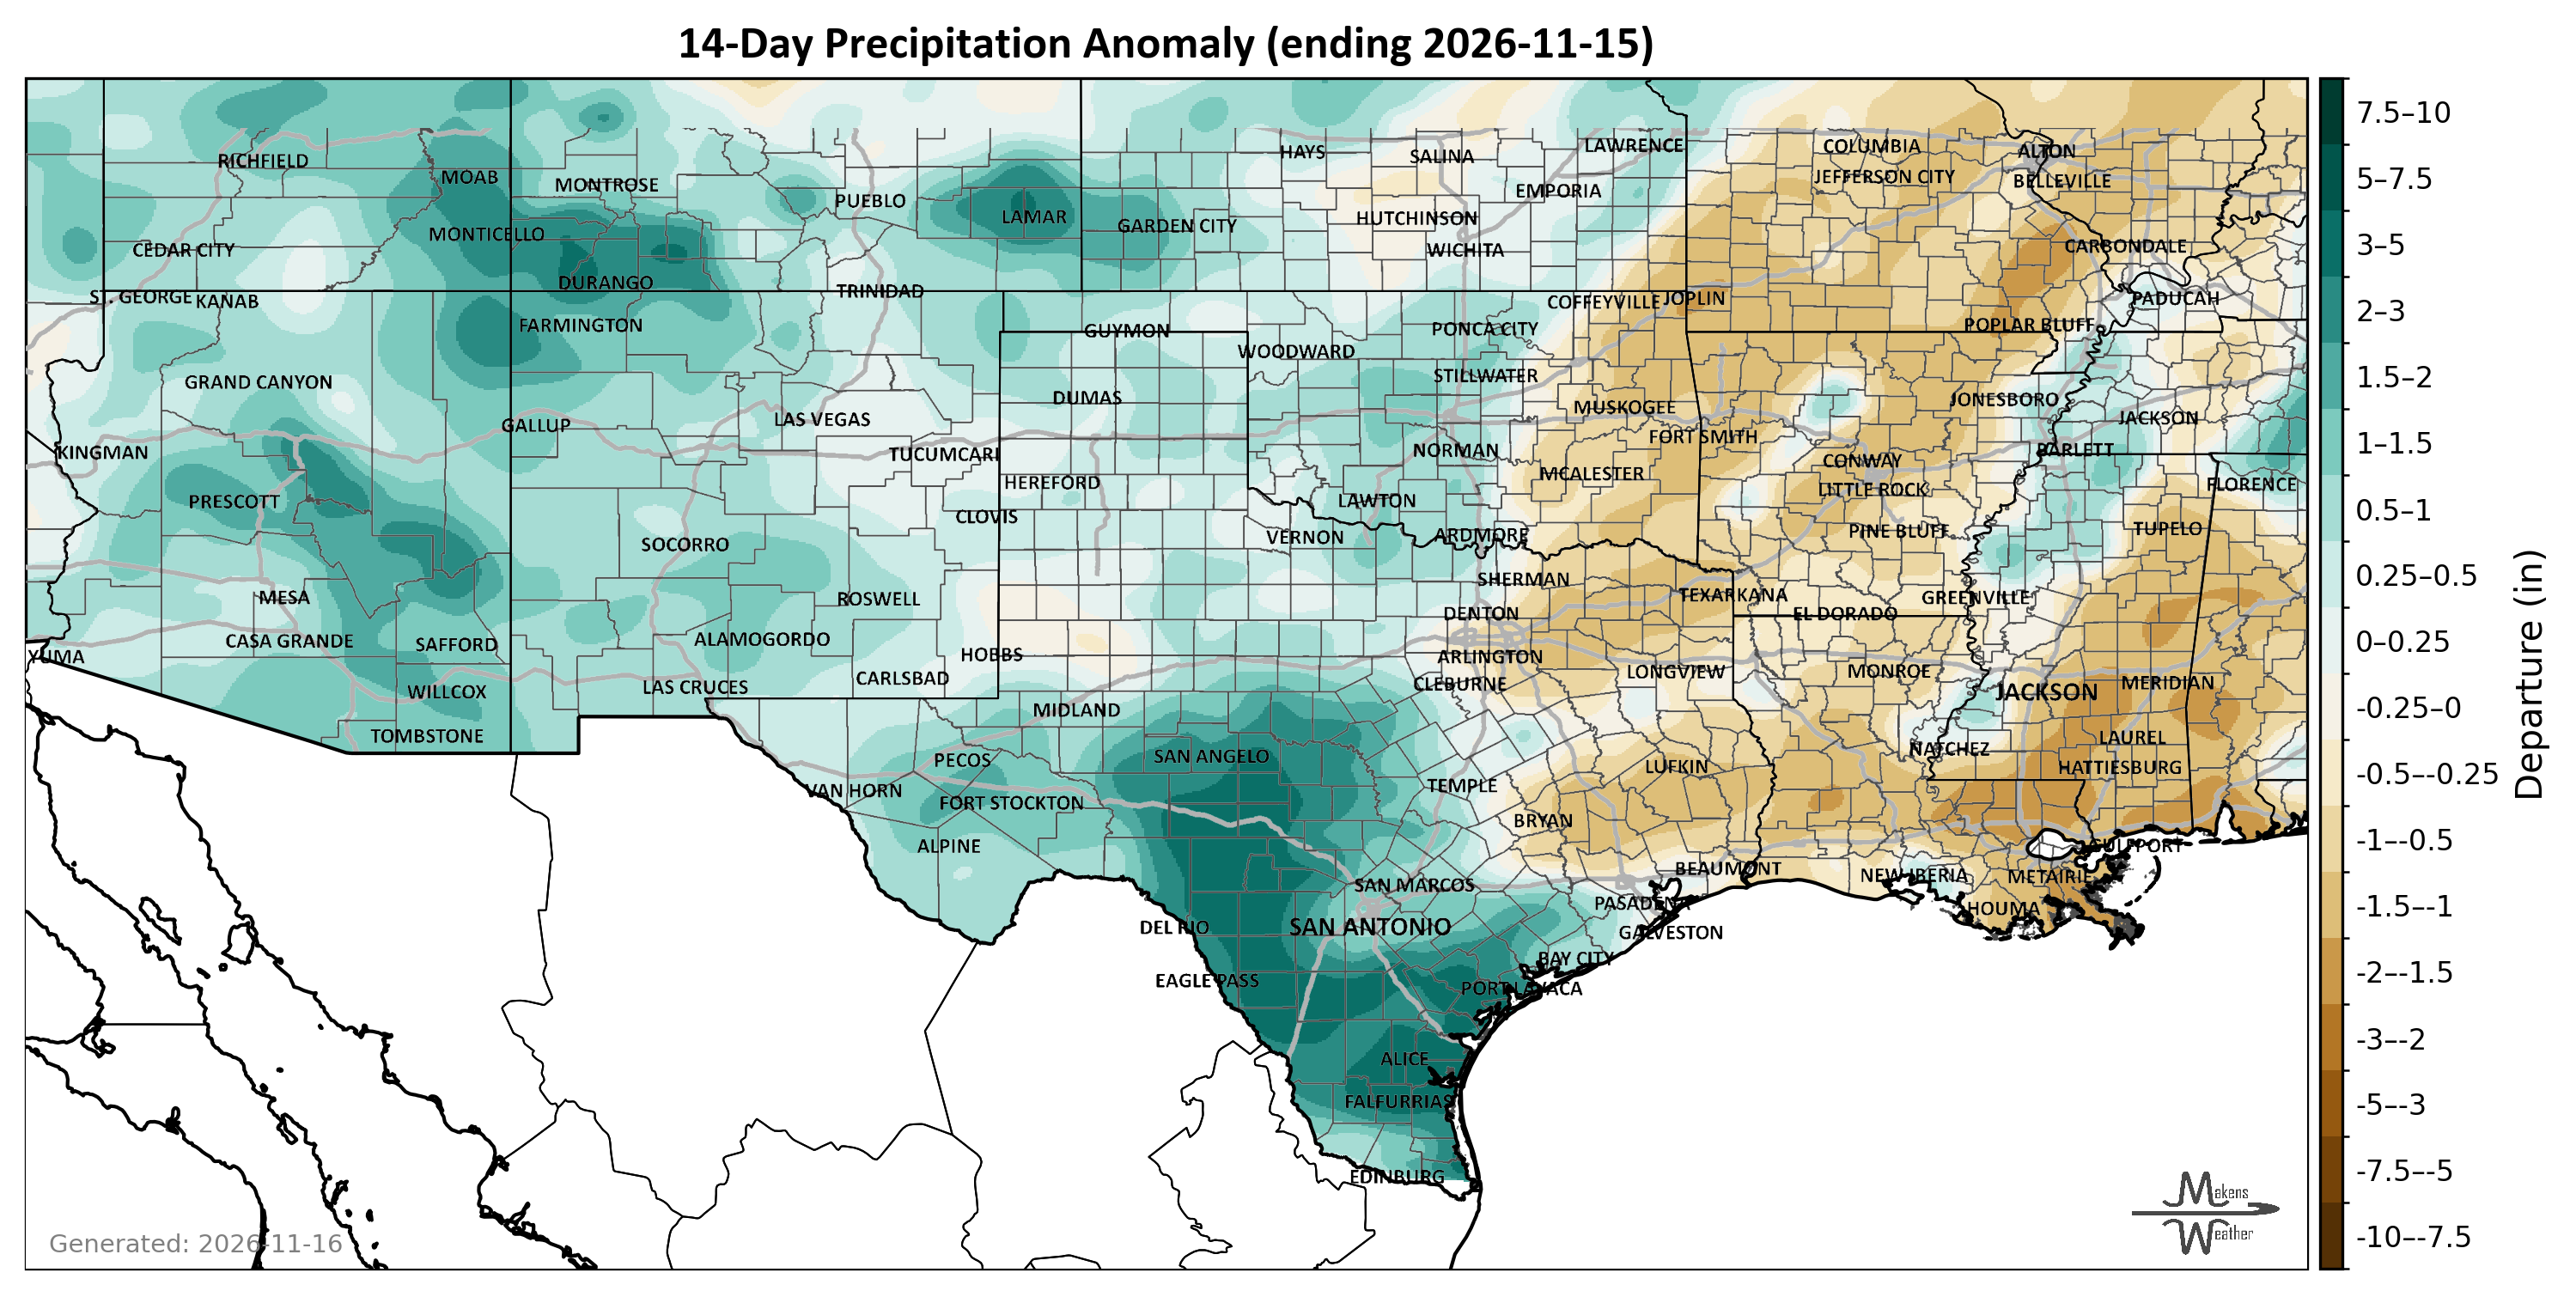 14-Day Precipitation Anomaly (ending 2026-11-15)
RICHFIELD
MOAB
MONTROSE
PUEBLO
LAMAR
GARDEN CITY
HAYS
SALINA
LAWRENCE
EMPORIA
HUTCHINSON
WICHITA
COLUMBIA
JEFFERSON CITY
ALTON
BELLEVILLE
CARBONDALE
CEDAR CITY
MONTICELLO
DURANGO
TRINIDAD
ST. GEORGE
KANAB
FARMINGTON
GUYMON
COFFEYVILLE
JOPLIN
PADUCAH
POPLAR BLUFF
PONCA CITY
WOODWARD
STILLWATER
GRAND CANYON
DUMAS
MUSKOGEE
JONESBORO
JACKSON
GALLUP
LAS VEGAS
FORT SMITH
KINGMAN
TUCUMCARI
NORMAN
BARLETT
CONWAY
MCALESTER
LITTLE ROCK
FLORENCE
HEREFORD
PRESCOTT
LAWTON
CLOVIS
VERNON
ARDMORE
PINE BLUFF
TUPELO
SOCORRO
SHERMAN
MESA
ROSWELL
TEXARKANA
GREENVILLE
DENTON
EL DORADO
CASA GRANDE
SAFFORD
ALAMOGORDO
HOBBS
ARLINGTON
YUMA
LONGVIEW
MONROE
CARLSBAD
CLEBURNE
LAS CRUCES
WILLCOX
JACKSON
MERIDIAN
MIDLAND
TOMBSTONE
LAUREL
NATCHEZ
SAN ANGELO
PECOS
LUFKIN
HATTIESBURG
VAN HORN
FORT STOCKTON
TEMPLE
BRYAN
ALPINE
GULFPORT
BEAUMONT
NEW IBERIA
METAIRIE
SAN MARCOS
PASADENA
HOUMA
DEL RIO
SAN ANTONIO
GALVESTON
BAY CITY
EAGLE PASS
PORT LAVACA
ALICE
FALFURRIAS
EDINBURG
Generated: 2026-11-16
Makens
Weather
7.5–10
5–7.5
3–5
2–3
1.5–2
1–1.5
0.5–1
0.25–0.5
0–0.25
-0.25–0
-0.5–-0.25
-1–-0.5
-1.5–-1
-2–-1.5
-3–-2
-5–-3
-7.5–-5
-10–-7.5
Departure (in)